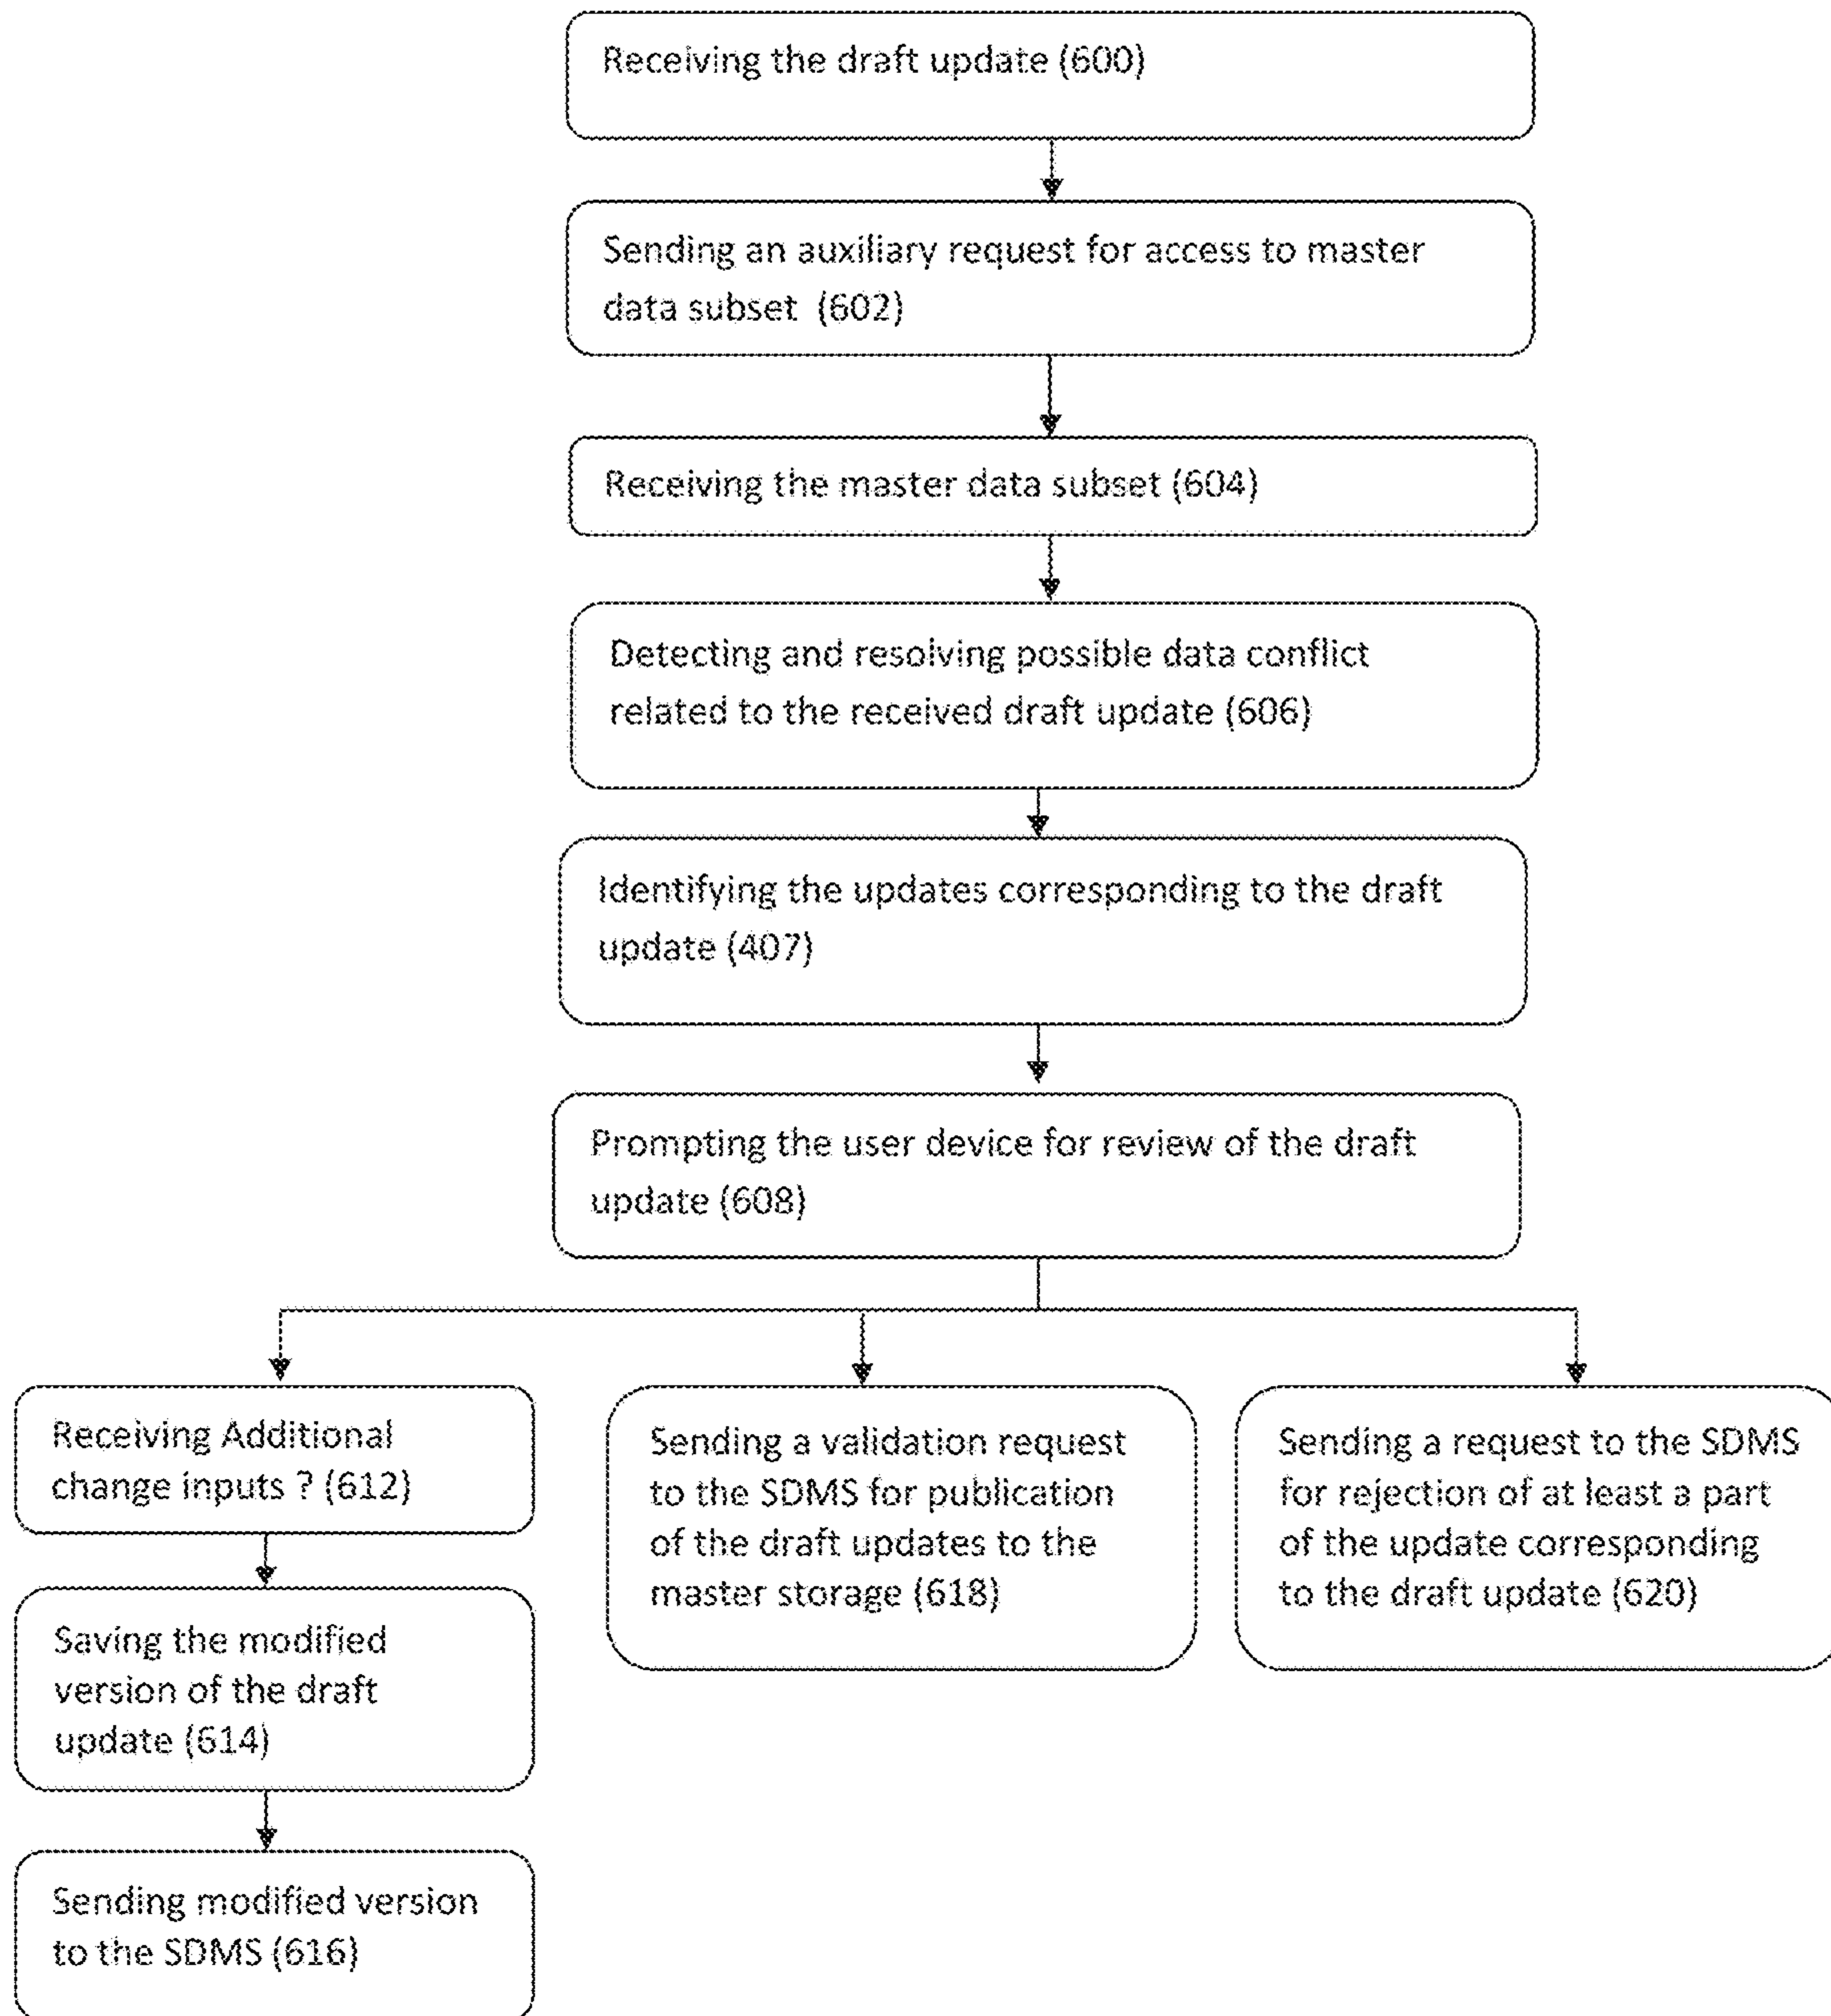 Receiving the draft update (600)
Sending an auxiliary request for access to master
data subset (602)
Receiving the master data subset (604)
Detecting and resolving possible data conflict
related to the received draft update (606)
Identifying the updates corresponding to the draft
update (407)
Prompting the user device for review of the draft
update (608)
Receiving Additional
change inputs ? (612)
Saving the modified
version of the draft
update (614)
Sending modified version
to the SDMS (616)
Sending a validation request
to the SDMS for publication
of the draft updates to the
master storage (618)
Sending a request to the SDMS
for rejection of at least a part
of the update corresponding
to the draft update (620)